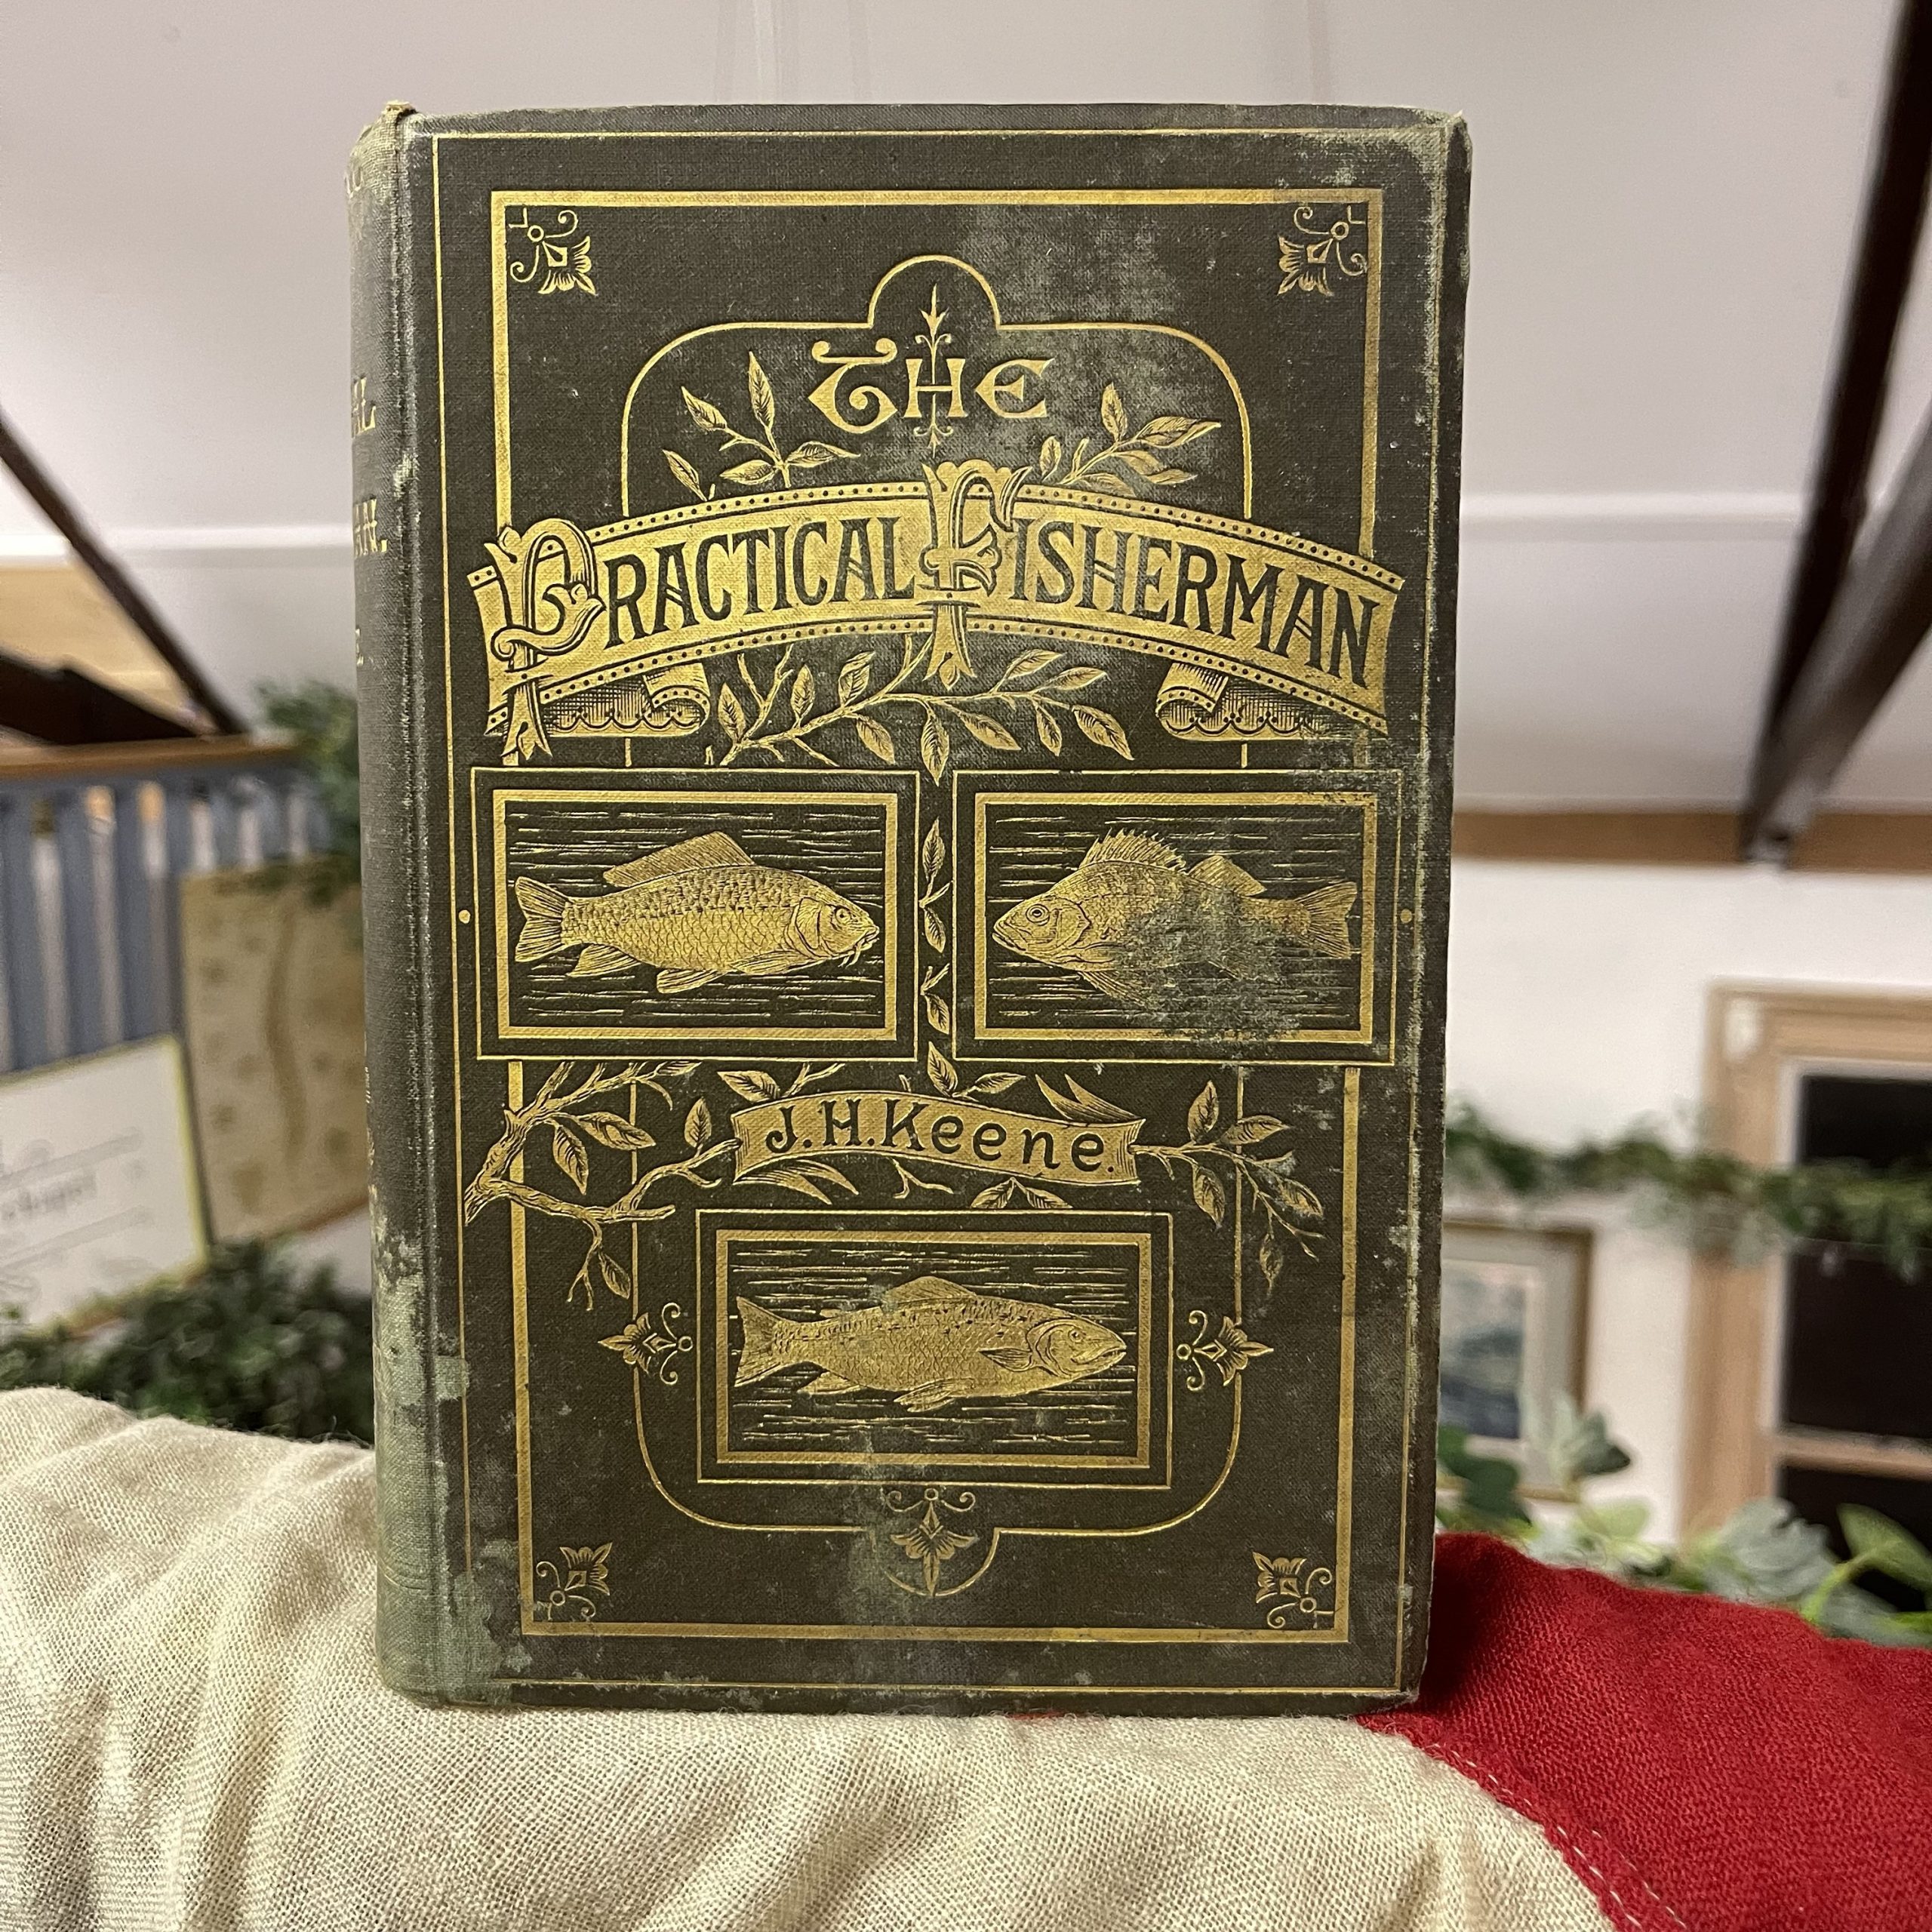 THE
PRACTICAL FISHERMAN
J.H.Keene.